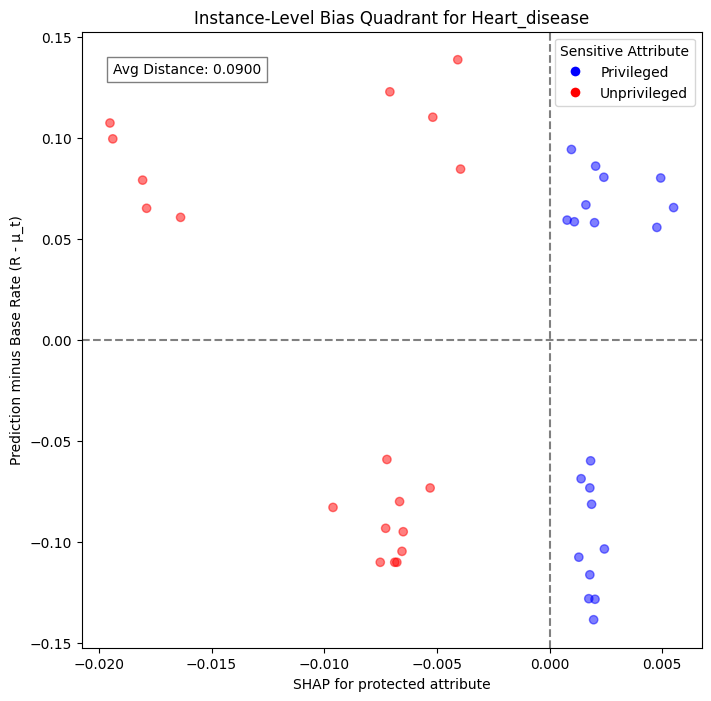 Instance-Level Bias Quadrant for Heart_disease
Avg Distance: 0.0900
Sensitive Attribute
Privileged
Unprivileged
Prediction minus Base Rate (R - μ_t)
0.15
0.10
0.05
0.00
−0.05
−0.10
−0.15
−0.020
−0.015
−0.010
−0.005
0.000
0.005
SHAP for protected attribute